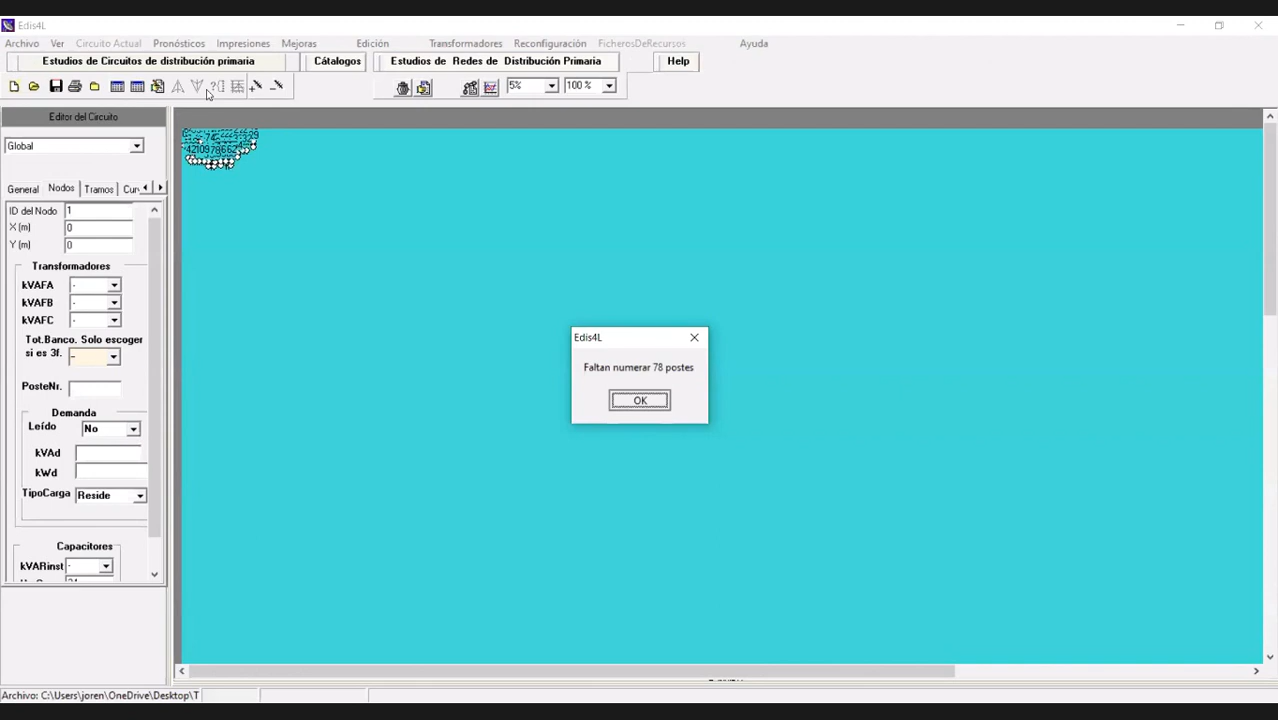 Edis4L
Archivo Ver Circuito Actual Pronósticos Impresiones Mejoras Edición Transformadores Reconfiguración FicherosDeRecursos Ayuda
Estudios de Circuitos de distribución primaria Cátalogos Estudios de Redes de Distribución Primaria Help
5% 100 %
Editor del Circuito
Global
General Nodos Tramos Cur
ID del Nodo 1
X (m) 0
Y (m) 0
Transformadores
kVAFA -
kVAFB -
kVAFC -
Tot.Banco. Solo escoger
si es 3f. -
PosteNr.
Demanda
Leído No
kVAd
kWd
TipoCarga Reside
Capacitores
kVARinst -
Edis4L
Faltan numerar 78 postes
OK
Archivo: C:\Users\joren\OneDrive\Desktop\T